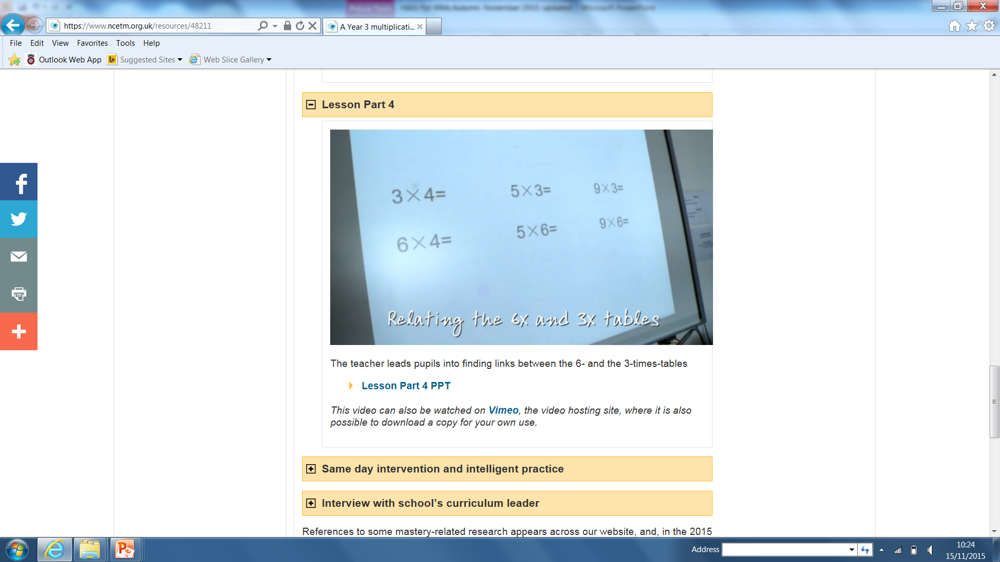 Picture Tools
https://www.ncetm.org.uk/resources/48211
A Year 3 multiplicati...
File Edit View Favorites Tools Help
Outlook Web App Suggested Sites Web Slice Gallery
Lesson Part 4
3×4= 5×3= 9×3=
6×4= 5×6= 9×6=
Relating the 6x and 3x tables
The teacher leads pupils into finding links between the 6- and the 3-times-tables
Lesson Part 4 PPT
This video can also be watched on Vimeo, the video hosting site, where it is also
possible to download a copy for your own use.
Same day intervention and intelligent practice
Interview with school’s curriculum leader
References to some mastery-related research appears across our website, and, in the 2015
Address
10:24
15/11/2015